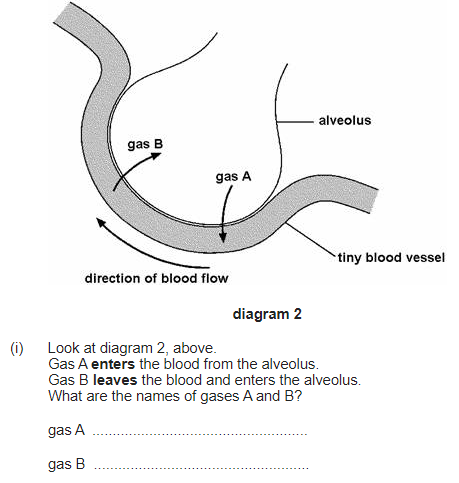 alveolus
gas B
gas A
tiny blood vessel
direction of blood flow
diagram 2
(i) Look at diagram 2, above.
Gas A enters the blood from the alveolus.
Gas B leaves the blood and enters the alveolus.
What are the names of gases A and B?
gas A ......................................................
gas B ......................................................